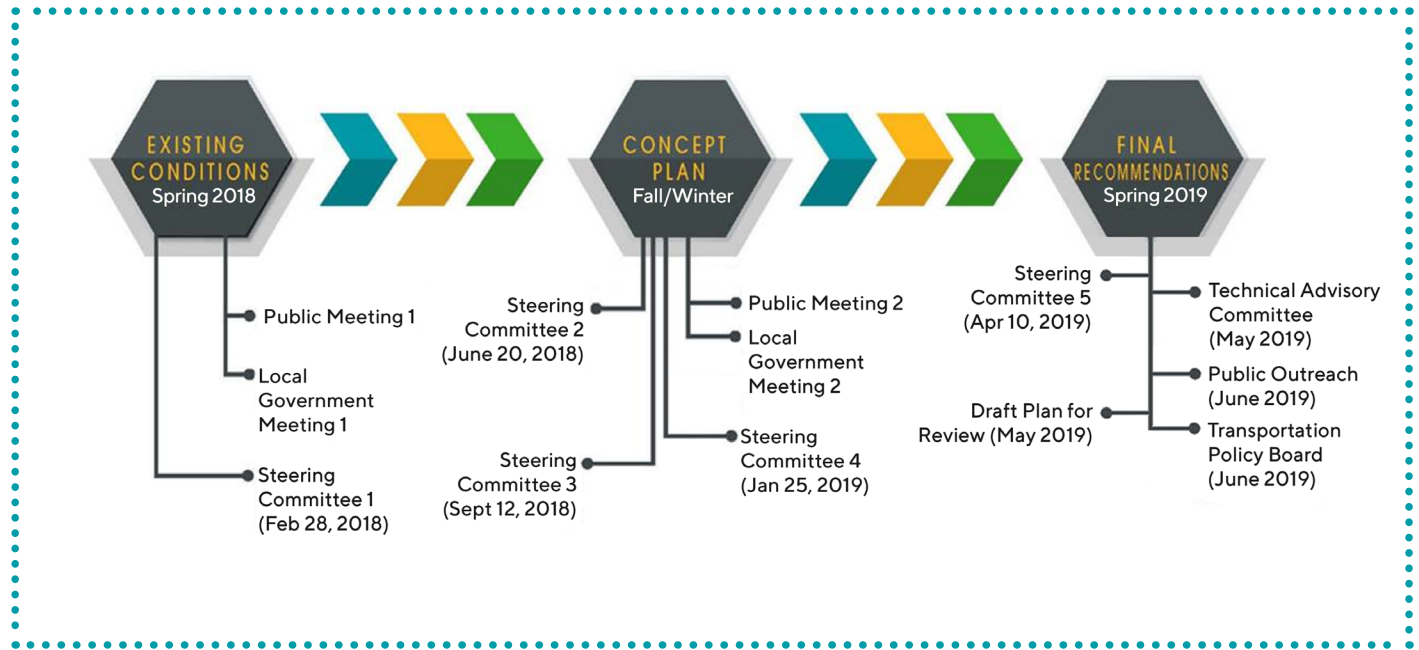 EXISTING
CONDITIONS
Spring 2018
Public Meeting 1
Local
Government
Meeting 1
Steering
Committee 1
(Feb 28, 2018)
CONCEPT
PLAN
Fall/Winter
Steering
Committee 2
(June 20, 2018)
Steering
Committee 3
(Sept 12, 2018)
Public Meeting 2
Local
Government
Meeting 2
Steering
Committee 4
(Jan 25, 2019)
FINAL
RECOMMENDATIONS
Spring 2019
Steering
Committee 5
(Apr 10, 2019)
Draft Plan for
Review (May 2019)
Technical Advisory
Committee
(May 2019)
Public Outreach
(June 2019)
Transportation
Policy Board
(June 2019)